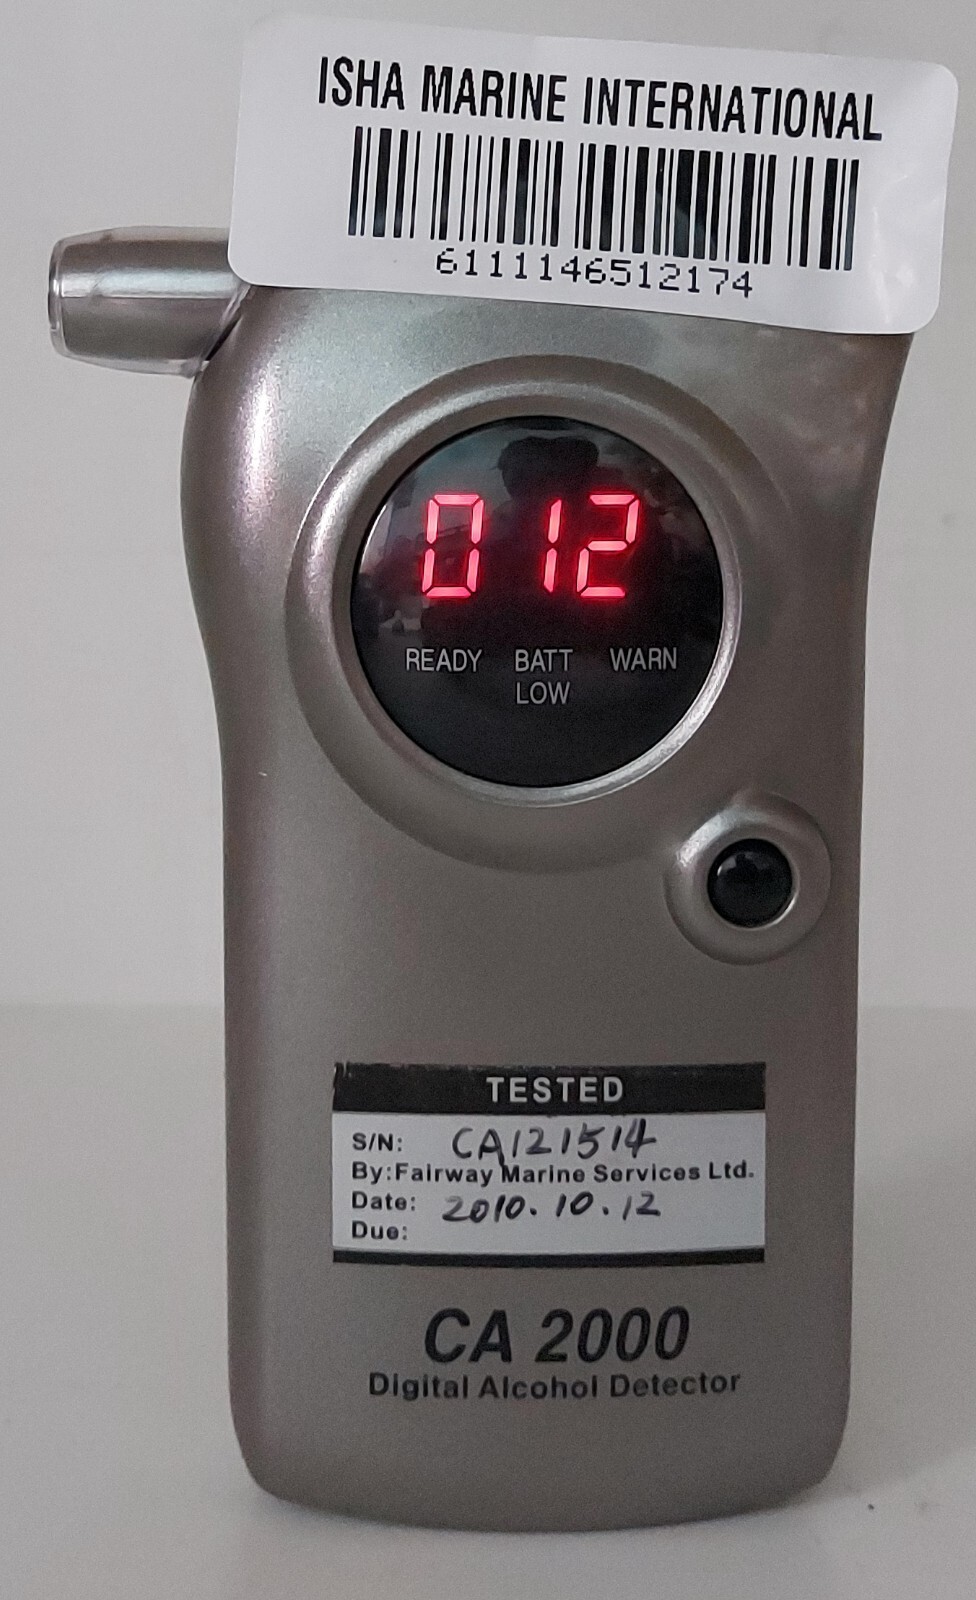 ISHA MARINE INTERNATIONAL
6111146512174
012
READY BATT LOW WARN
TESTED
S/N: CA121514
By:Fairway Marine Services Ltd.
Date: 2010.10.12
Due:
CA 2000
Digital Alcohol Detector